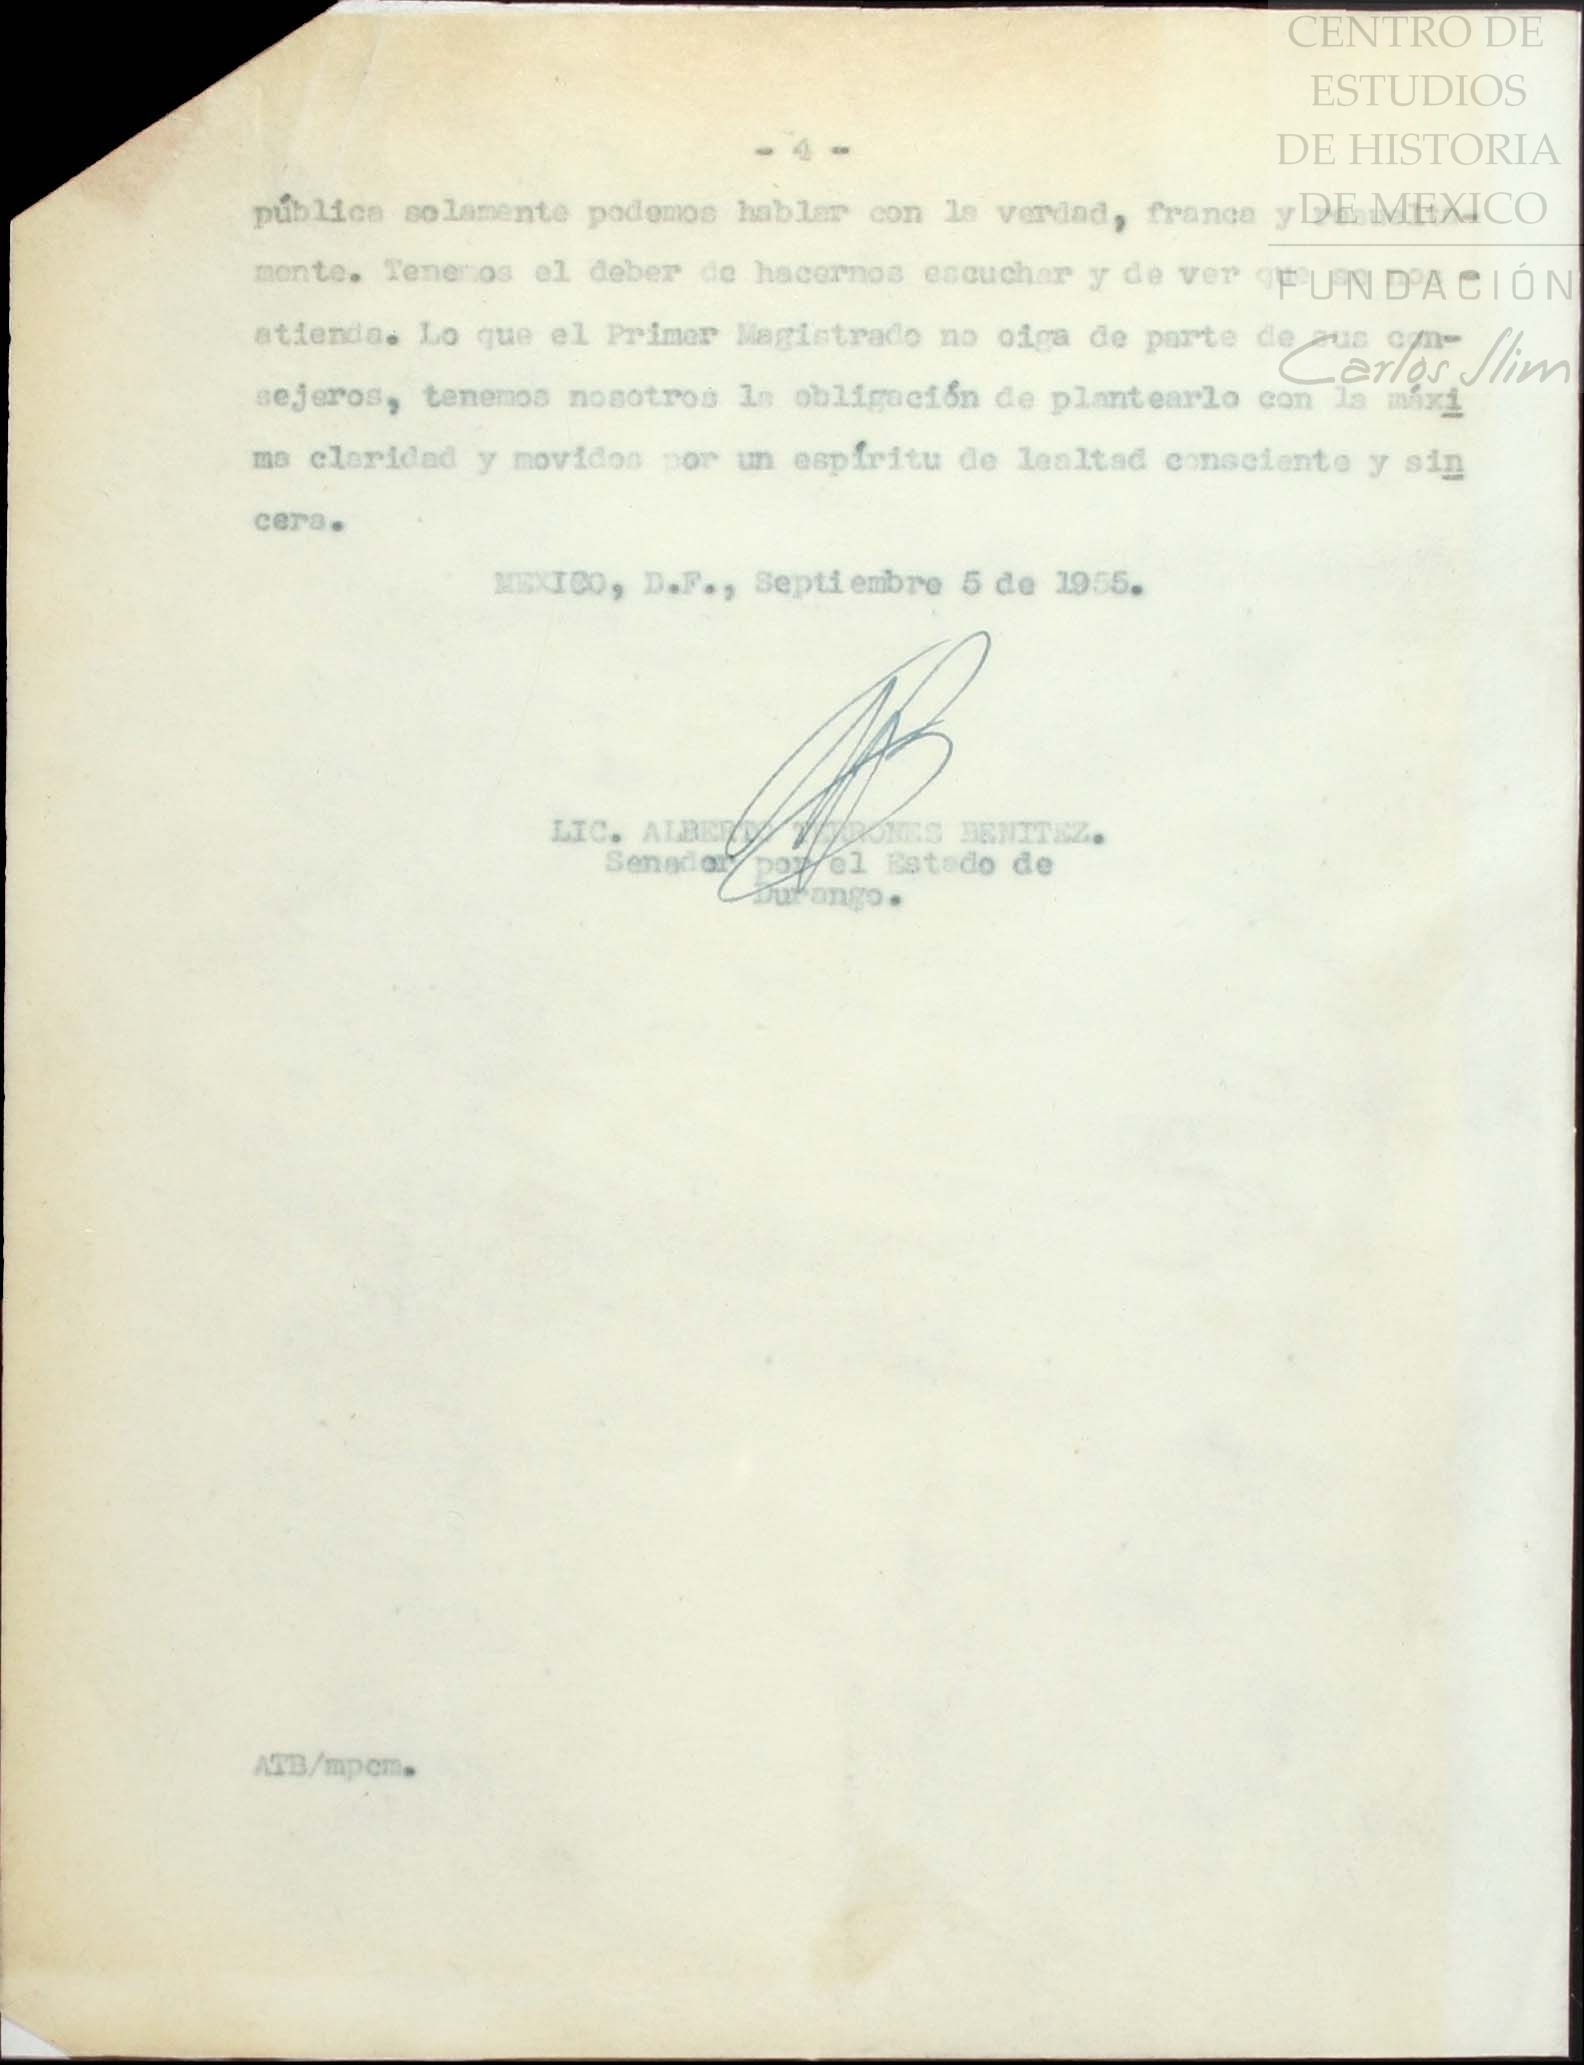 CENTRO DE
ESTUDIOS
DE HISTORIA
DE MEXICO
FUNDACIÓN
Carlos Slim
- 4 -
pública solamente podemos hablar con la verdad, franca y resuelta-
mente. Tenemos el deber de hacernos escuchar y de ver que se nos -
atienda. Lo que el Primer Magistrado no oiga de parte de sus con-
sejeros, tenemos nosotros la obligación de plantearlo con la máxi
ma claridad y movidos por un espíritu de lealtad consciente y sin
cera.
MEXICO, D.F., Septiembre 5 de 1955.
LIC. ALBERTO TERRONES BENITEZ.
Senador por el Estado de
Durango.
ATB/mpcm.